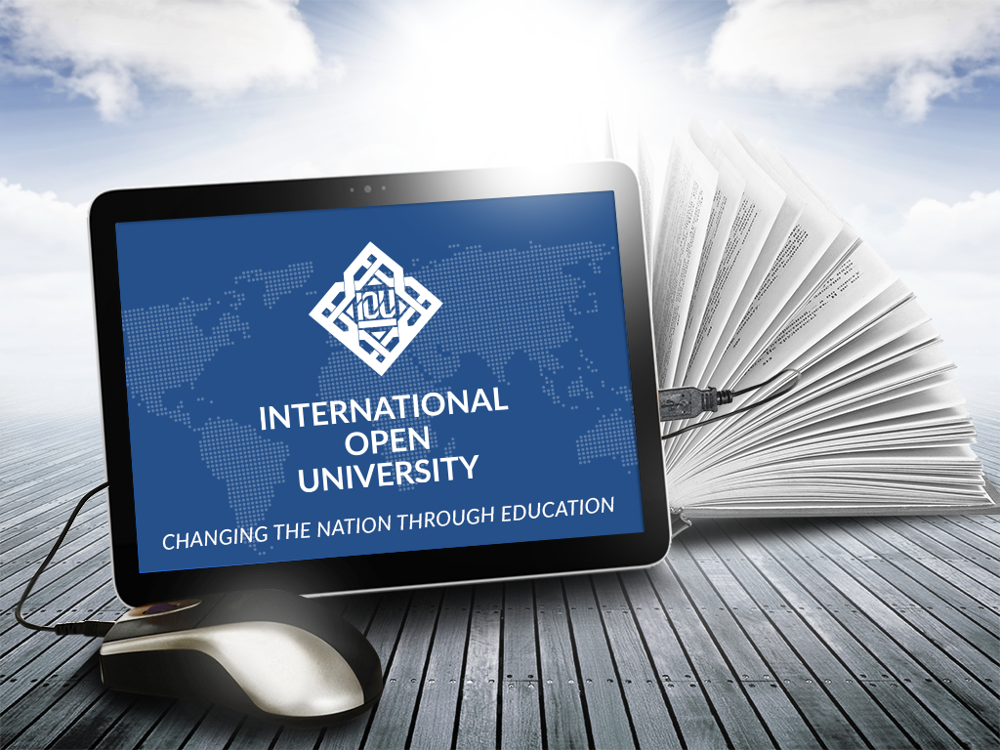 INTERNATIONAL
OPEN
UNIVERSITY
CHANGING THE NATION THROUGH EDUCATION